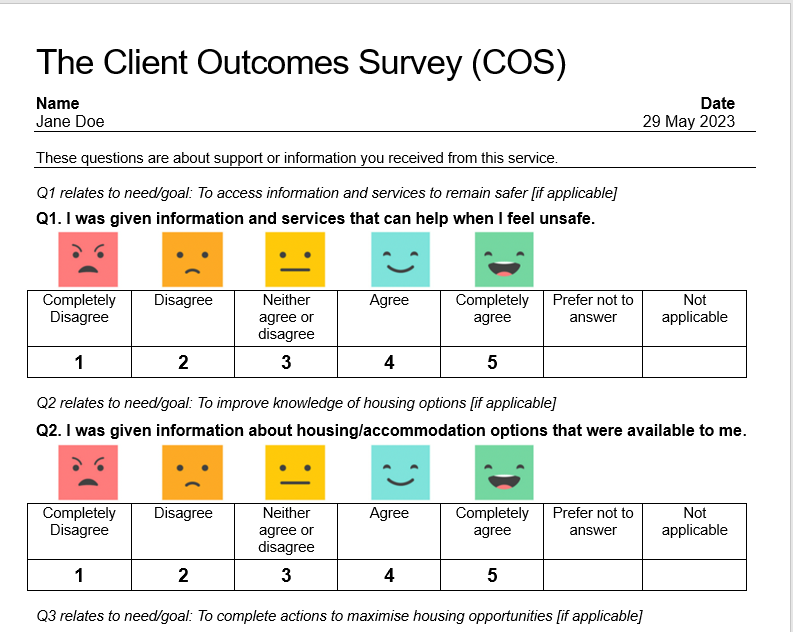 The Client Outcomes Survey (COS)
Name Date
Jane Doe 29 May 2023
These questions are about support or information you received from this service.
Q1 relates to need/goal: To access information and services to remain safer [if applicable]
Q1. I was given information and services that can help when I feel unsafe.
Completely Disagree Neither Agree Completely Prefer not to Not
Disagree agree or agree answer applicable
disagree
1 2 3 4 5
Q2 relates to need/goal: To improve knowledge of housing options [if applicable]
Q2. I was given information about housing/accommodation options that were available to me.
Completely Disagree Neither Agree Completely Prefer not to Not
Disagree agree or agree answer applicable
disagree
1 2 3 4 5
Q3 relates to need/goal: To complete actions to maximise housing opportunities [if applicable]